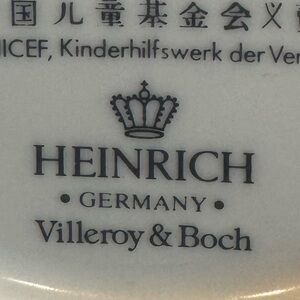 国儿童基金会义
ICEF, Kinderhilfswerk der Ver
HEINRICH
• GERMANY •
Villeroy & Boch